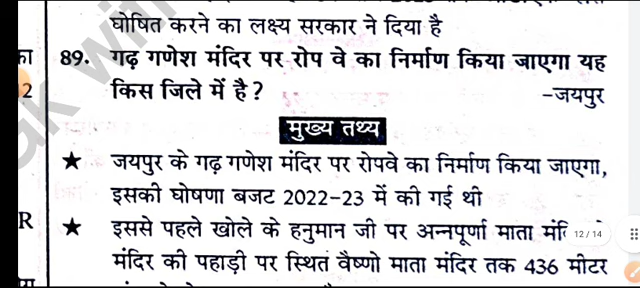 घोषित करने का लक्ष्य सरकार ने दिया है
का 89. गढ़ गणेश मंदिर पर रोप वे का निर्माण किया जाएगा यह
2 किस जिले में है? -जयपुर
मुख्य तथ्य
★ जयपुर के गढ़ गणेश मंदिर पर रोपवे का निर्माण किया जाएगा,
इसकी घोषणा बजट 2022-23 में की गई थी
R ★ इससे पहले खोले के हनुमान जी पर अन्नपूर्णा माता 12 / 14
मंदिर की पहाड़ी पर स्थित वैष्णो माता मंदिर तक 436 मीटर